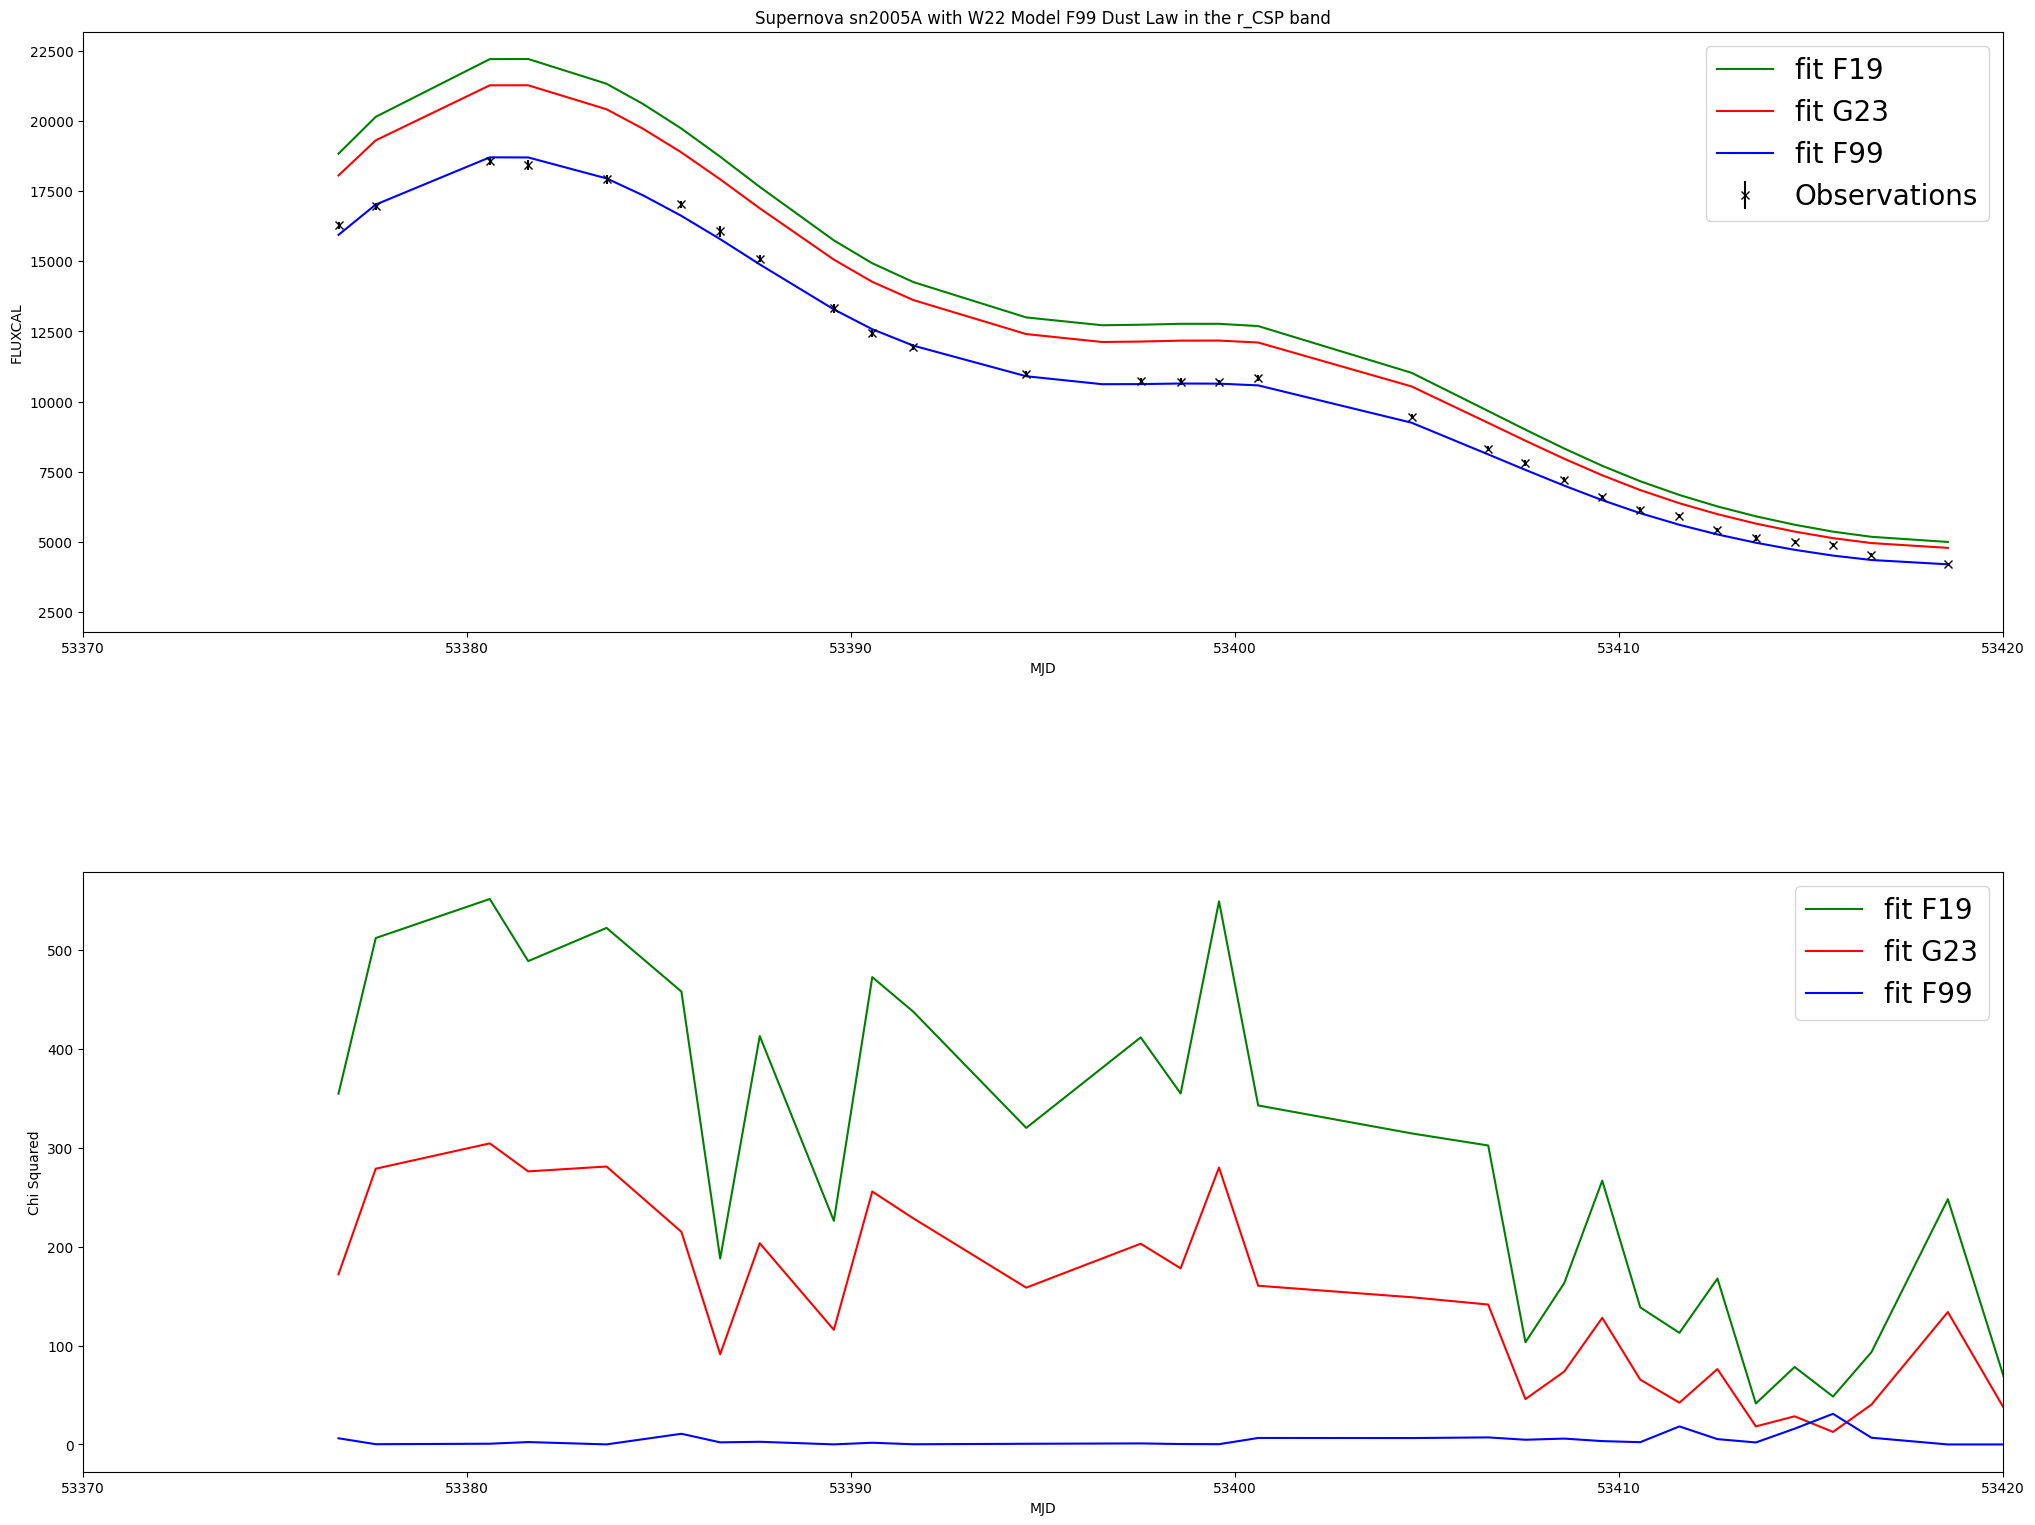 Supernova sn2005A with W22 Model F99 Dust Law in the r_CSP band
22500
20000
17500
15000
12500
10000
7500
5000
2500
FLUXCAL
fit F19
fit G23
fit F99
Observations
53370
53380
53390
53400
53410
53420
MJD
500
400
300
200
100
0
Chi Squared
fit F19
fit G23
fit F99
53370
53380
53390
53400
53410
53420
MJD